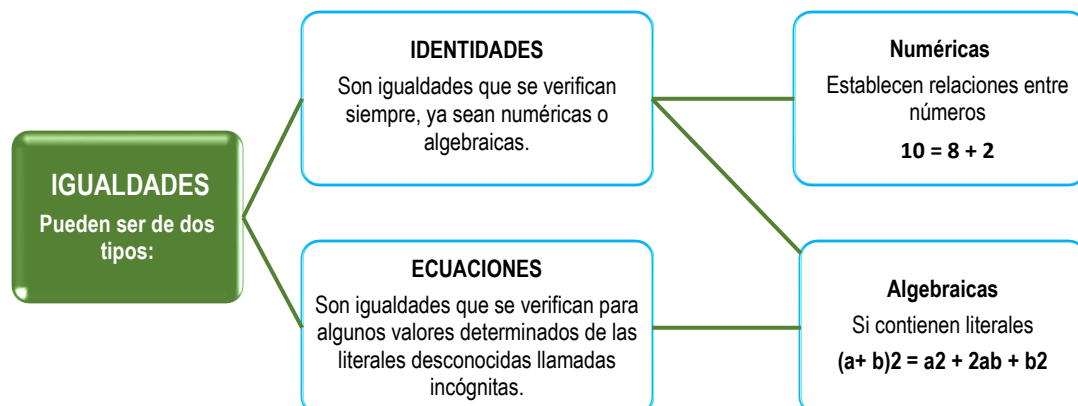 IGUALDADES
Pueden ser de dos
tipos:
IDENTIDADES
Son igualdades que se verifican
siempre, ya sean numéricas o
algebraicas.
ECUACIONES
Son igualdades que se verifican para
algunos valores determinados de las
literales desconocidas llamadas
incógnitas.
Numéricas
Establecen relaciones entre
números
10 = 8 + 2
Algebraicas
Si contienen literales
(a+ b)2 = a2 + 2ab + b2